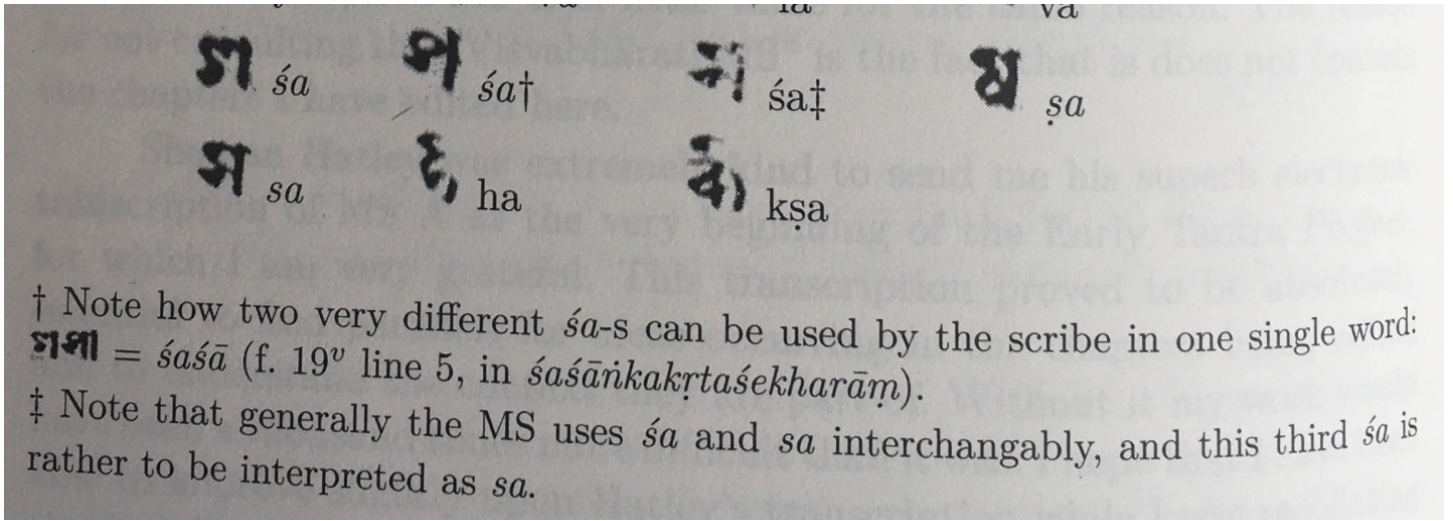 la va
শ śa শ śa† śa‡ ষ ṣa
স sa ha kṣa
† Note how two very different śa-s can be used by the scribe in one single word:
= śaśā (f. 19v line 5, in śaśāṅkakṛtaśekharāṃ).
‡ Note that generally the MS uses śa and sa interchangably, and this third śa is
rather to be interpreted as sa.